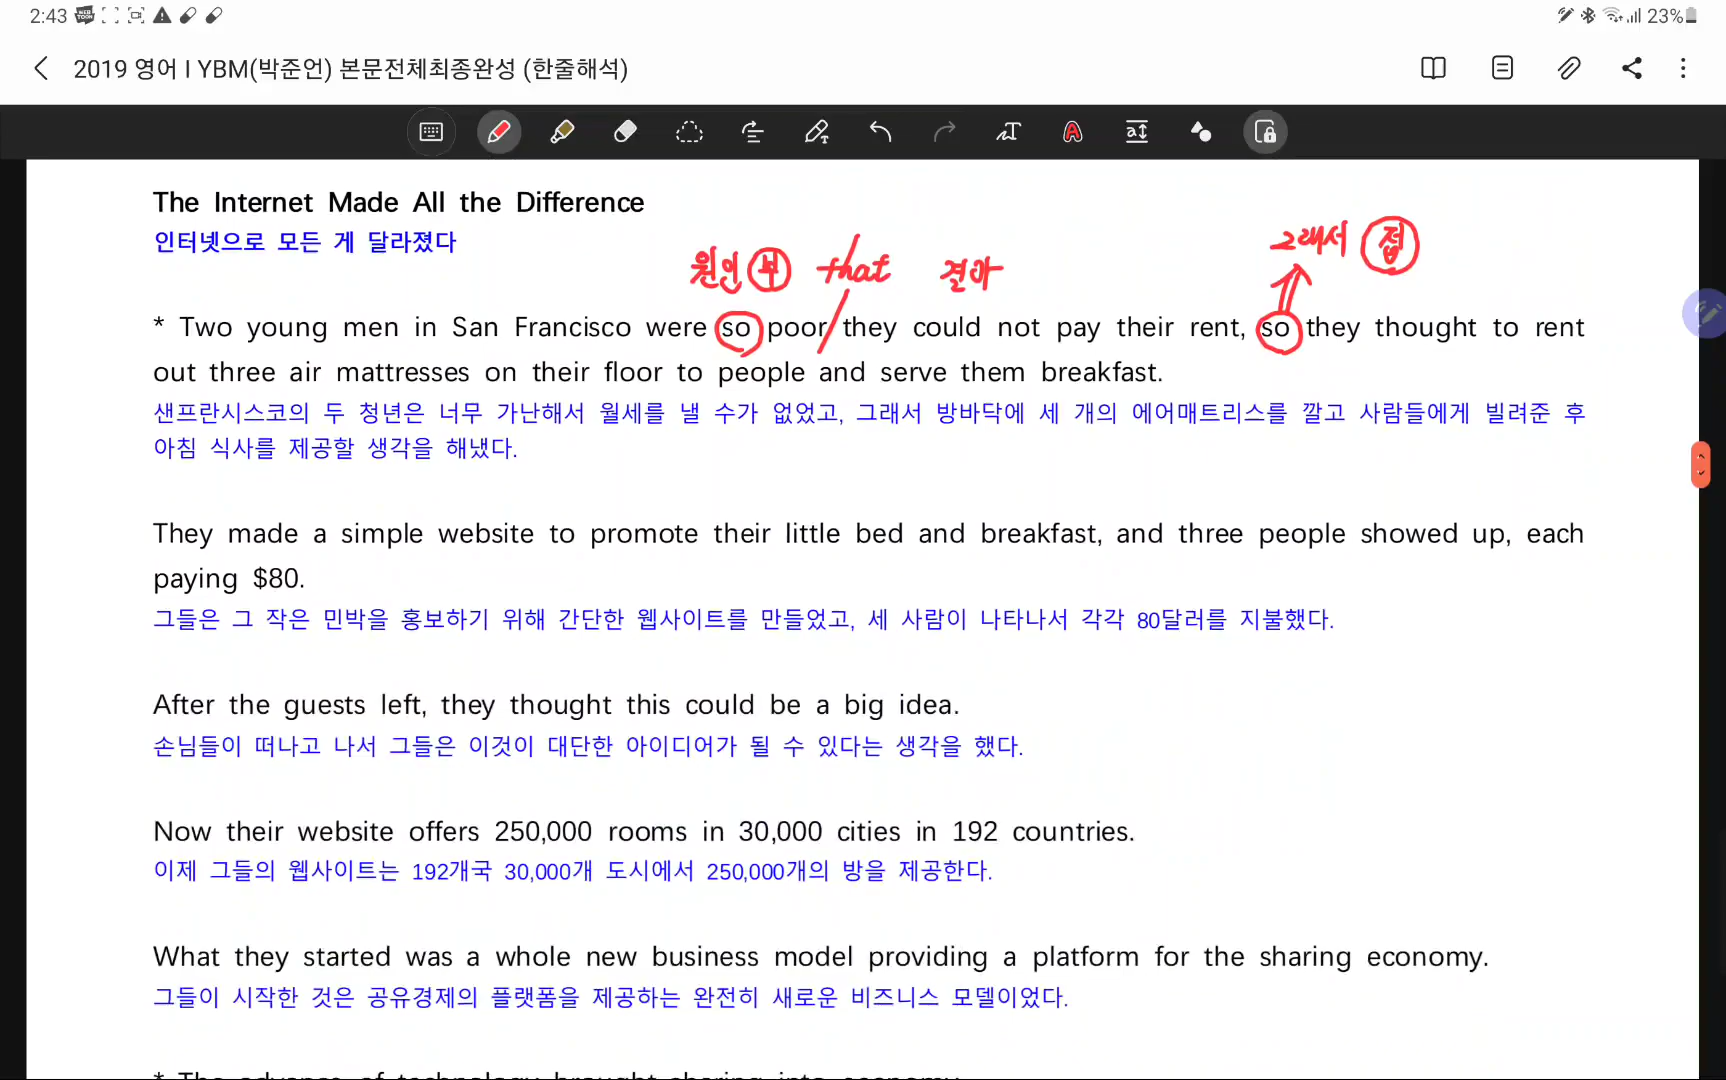 2:43 23%
2019 영어 I YBM(박준언) 본문전체최종완성 (한줄해석)
The Internet Made All the Difference
인터넷으로 모든 게 달라졌다
원인 부 that 결과 그래서 접
* Two young men in San Francisco were so poor they could not pay their rent, so they thought to rent
out three air mattresses on their floor to people and serve them breakfast.
샌프란시스코의 두 청년은 너무 가난해서 월세를 낼 수가 없었고, 그래서 방바닥에 세 개의 에어매트리스를 깔고 사람들에게 빌려준 후
아침 식사를 제공할 생각을 해냈다.
They made a simple website to promote their little bed and breakfast, and three people showed up, each
paying $80.
그들은 그 작은 민박을 홍보하기 위해 간단한 웹사이트를 만들었고, 세 사람이 나타나서 각각 80달러를 지불했다.
After the guests left, they thought this could be a big idea.
손님들이 떠나고 나서 그들은 이것이 대단한 아이디어가 될 수 있다는 생각을 했다.
Now their website offers 250,000 rooms in 30,000 cities in 192 countries.
이제 그들의 웹사이트는 192개국 30,000개 도시에서 250,000개의 방을 제공한다.
What they started was a whole new business model providing a platform for the sharing economy.
그들이 시작한 것은 공유경제의 플랫폼을 제공하는 완전히 새로운 비즈니스 모델이었다.
* The advance of technology brought sharing into economy